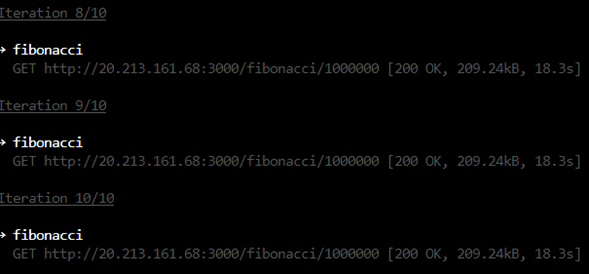 Iteration 8/10
→ fibonacci
GET http://20.213.161.68:3000/fibonacci/1000000 [200 OK, 209.24kB, 18.3s]
Iteration 9/10
→ fibonacci
GET http://20.213.161.68:3000/fibonacci/1000000 [200 OK, 209.24kB, 18.3s]
Iteration 10/10
→ fibonacci
GET http://20.213.161.68:3000/fibonacci/1000000 [200 OK, 209.24kB, 18.3s]